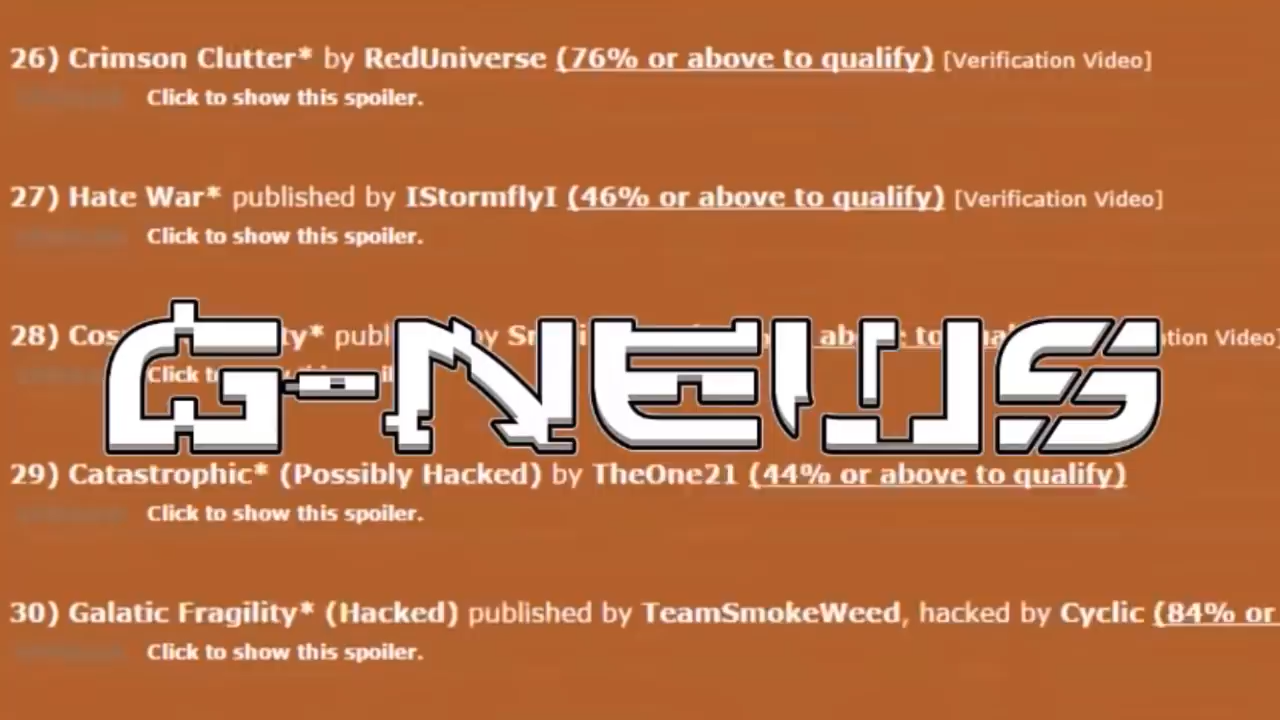 26) Crimson Clutter* by RedUniverse (76% or above to qualify) [Verification Video]
Click to show this spoiler.
27) Hate War* published by IStormflyI (46% or above to qualify) [Verification Video]
Click to show this spoiler.
28)
G-NEWS
29) Catastrophic* (Possibly Hacked) by TheOne21 (44% or above to qualify)
Click to show this spoiler.
30) Galatic Fragility* (Hacked) published by TeamSmokeWeed, hacked by Cyclic (84% or
Click to show this spoiler.